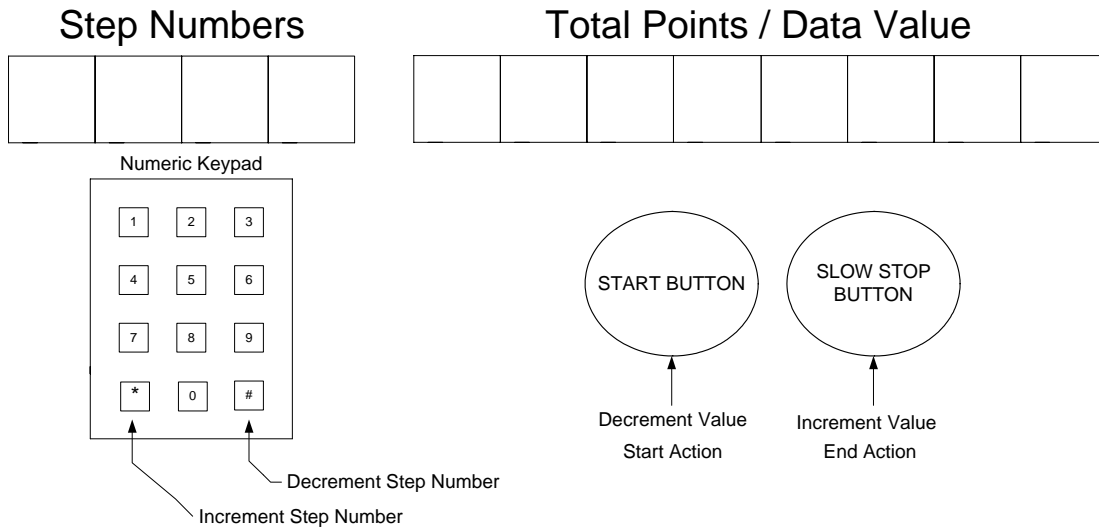 Step Numbers
Total Points / Data Value
Numeric Keypad
1 2 3
4 5 6
7 8 9
* 0 #
START BUTTON
SLOW STOP
BUTTON
Decrement Value
Start Action
Increment Value
End Action
Decrement Step Number
Increment Step Number